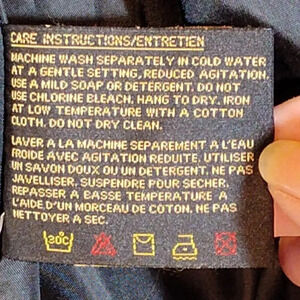 CARE INSTRUCTIONS/ENTRETIEN
MACHINE WASH SEPARATELY IN COLD WATER
AT A GENTLE SETTING, REDUCED AGITATION.
USE A MILD SOAP OR DETERGENT. DO NOT
USE CHLORINE BLEACH. HANG TO DRY. IRON
AT LOW TEMPERATURE WITH A COTTON
CLOTH. DO NOT DRY CLEAN.
LAVER A LA MACHINE SEPAREMENT A L'EAU
FROIDE AVEC AGITATION REDUITE. UTILISER
UN SAVON DOUX OU UN DETERGENT. NE PAS
JAVELLISER. SUSPENDRE POUR SECHER.
REPASSER A BASSE TEMPERATURE A
L'AIDE D'UN MORCEAU DE COTON. NE PAS
NETTOYER A SEC.
30°C